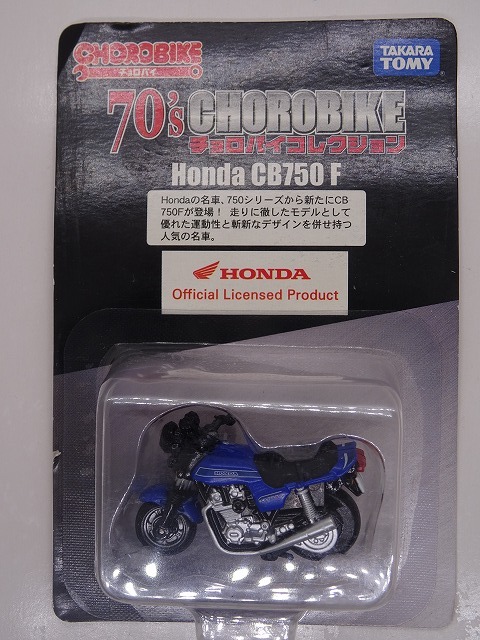 CHOROBIKE
チョロバイ
TAKARA
TOMY
70's CHOROBIKE
チョロバイコレクション
Honda CB750 F
Hondaの名車、750シリーズから新たにCB
750Fが登場! 走りに徹したモデルとして
優れた運動性と斬新なデザインを併せ持つ
人気の名車。
HONDA
Official Licensed Product
HONDA